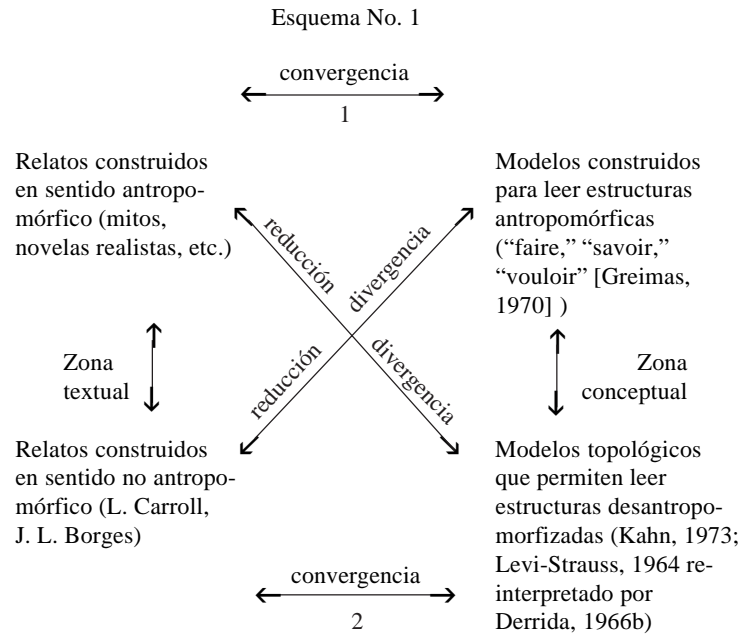 Esquema No. 1
convergencia
1
Relatos construidos
en sentido antropo-
mórfico (mitos,
novelas realistas, etc.)
Modelos construidos
para leer estructuras
antropomórficas
(“faire,” “savoir,”
“vouloir” [Greimas,
1970] )
reducción
divergencia
reducción
divergencia
Zona
textual
Zona
conceptual
Relatos construidos
en sentido no antropo-
mórfico (L. Carroll,
J. L. Borges)
Modelos topológicos
que permiten leer
estructuras desantropo-
morfizadas (Kahn, 1973;
Levi-Strauss, 1964 re-
interpretado por
Derrida, 1966b)
convergencia
2